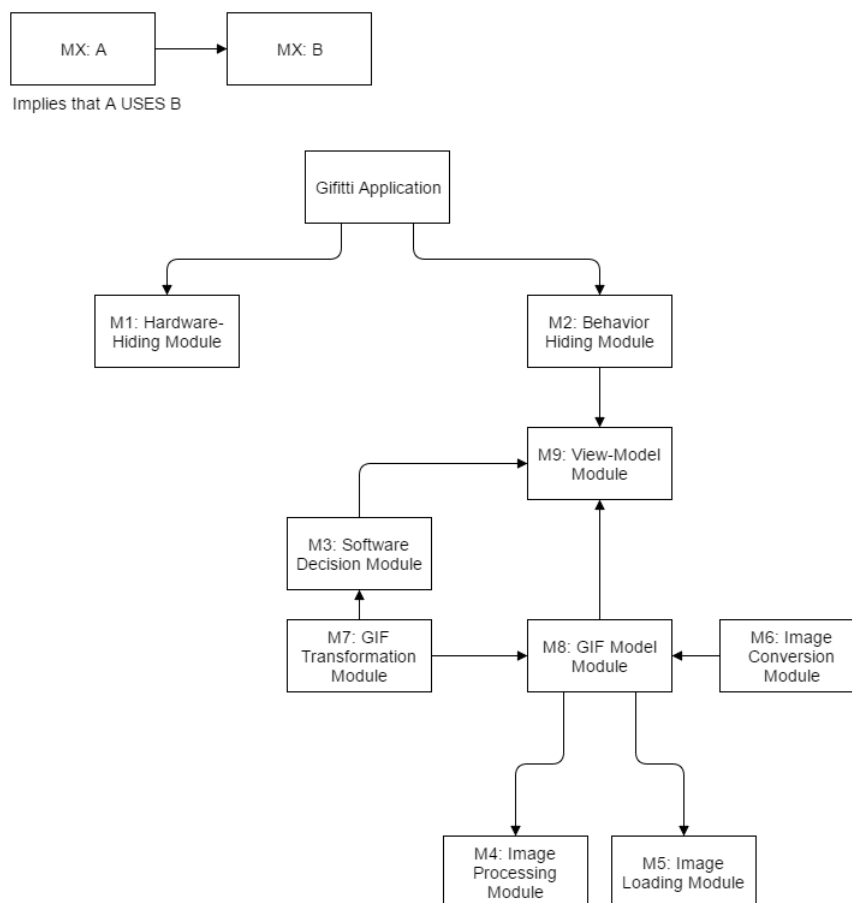 MX: A
MX: B
Implies that A USES B
Gifitti Application
M1: Hardware-
Hiding Module
M2: Behavior
Hiding Module
M9: View-Model
Module
M3: Software
Decision Module
M7: GIF
Transformation
Module
M8: GIF Model
Module
M6: Image
Conversion
Module
M4: Image
Processing
Module
M5: Image
Loading Module